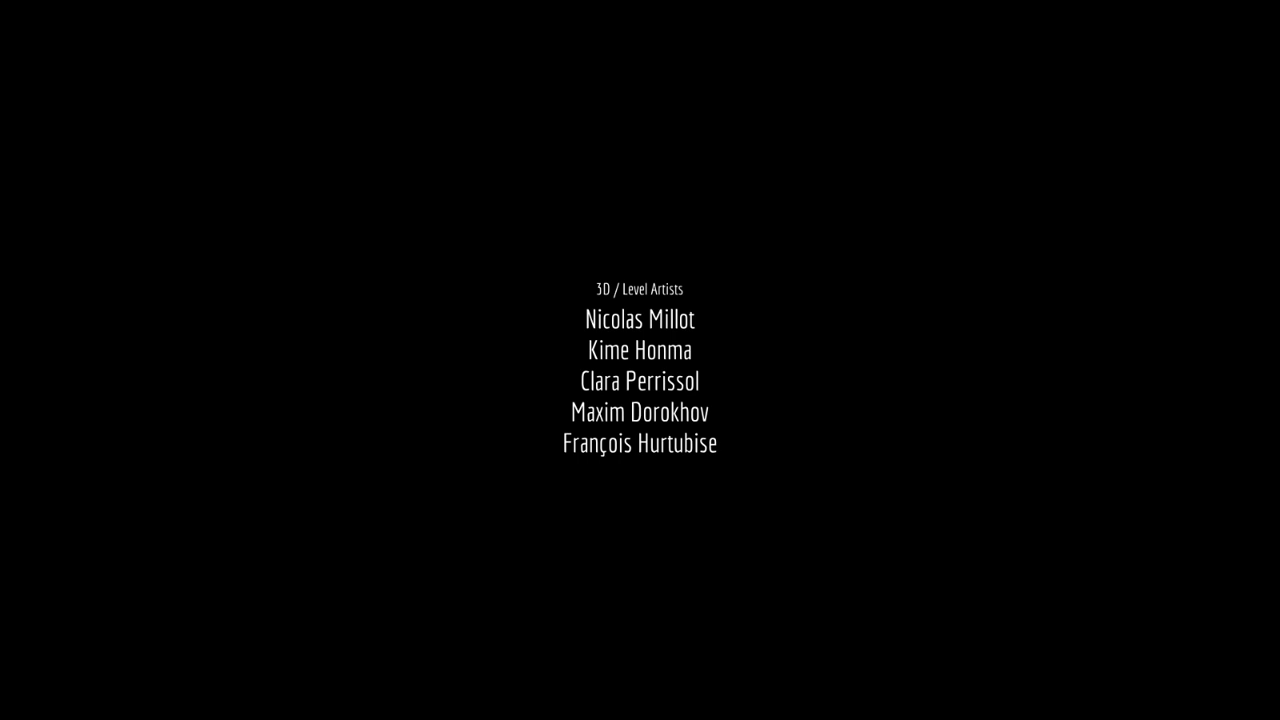 3D / Level Artists
Nicolas Millot
Kime Honma
Clara Perrissol
Maxim Dorokhov
François Hurtubise